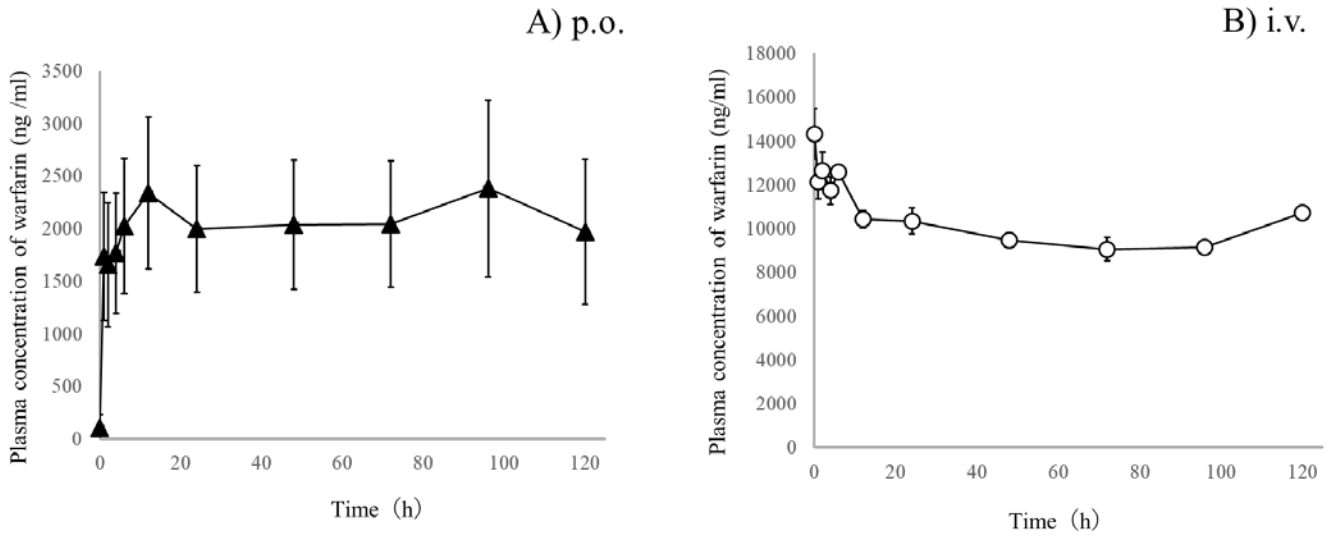 A) p.o.
Plasma concentration of warfarin (ng /ml)
3500
3000
2500
2000
1500
1000
500
0
0 20 40 60 80 100 120
Time (h)
B) i.v.
Plasma concentration of warfarin (ng/ml)
18000
16000
14000
12000
10000
8000
6000
4000
2000
0
0 20 40 60 80 100 120
Time (h)